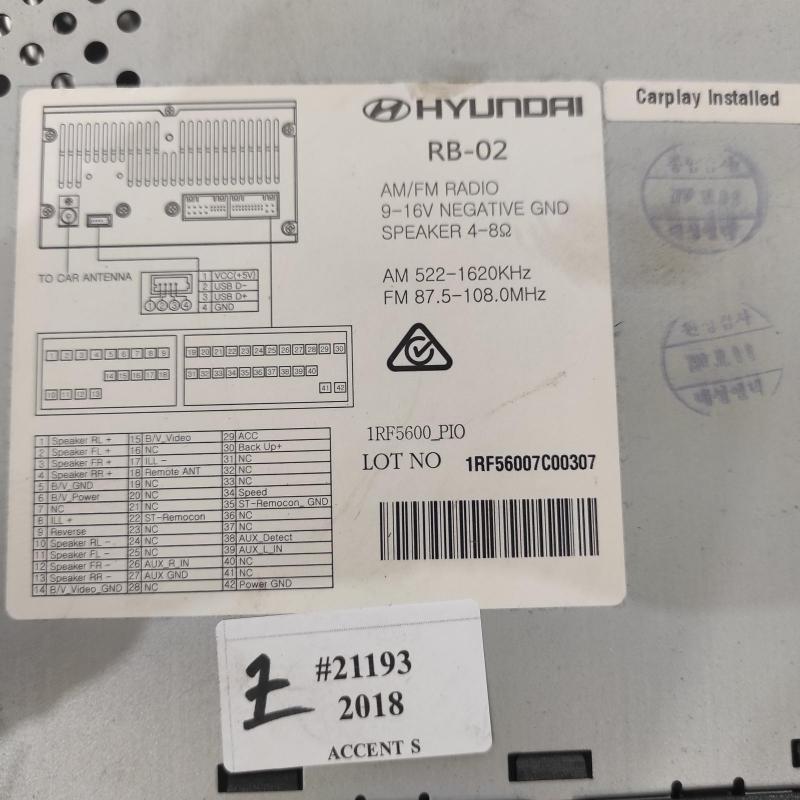 HYUNDAI
Carplay Installed
RB-02
AM/FM RADIO
9-16V NEGATIVE GND
SPEAKER 4-8Ω
AM 522-1620KHz
FM 87.5-108.0MHz
TO CAR ANTENNA
1 VCC(+5V)
2 USB D-
3 USB D+
4 GND
1 2 3 4
1 2 3 4 5 6 7 8 9
14 15 16 17 18
10 11 12 13
19 20 21 22 23 24 25 26 27 28 29 30
31 32 33 34 35 36 37 38 39 40
41 42
1 Speaker RL + 15 B/V_Video 29 ACC
2 Speaker FL + 16 NC 30 Back Up+
3 Speaker FR + 17 ILL - 31 NC
4 Speaker RR + 18 Remote ANT 32 NC
5 B/V_GND 19 NC 33 NC
6 B/V_Power 20 NC 34 Speed
7 NC 21 NC 35 ST-Remocon_ GND
8 ILL + 22 ST-Remocon 36 NC
9 Reverse 23 NC 37 NC
10 Speaker RL - 24 NC 38 AUX_Detect
11 Speaker FL - 25 NC 39 AUX_L_IN
12 Speaker FR - 26 AUX_R_IN 40 NC
13 Speaker RR - 27 AUX GND 41 NC
14 B/V_Video_GND 28 NC 42 Power GND
1RF5600_PIO
LOT NO 1RF56007C00307
#21193
2018
ACCENT S